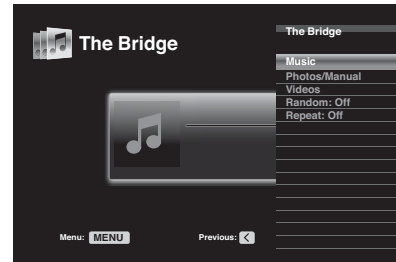 The Bridge
The Bridge
Music
Photos/Manual
Videos
Random: Off
Repeat: Off
Menu: MENU
Previous: <